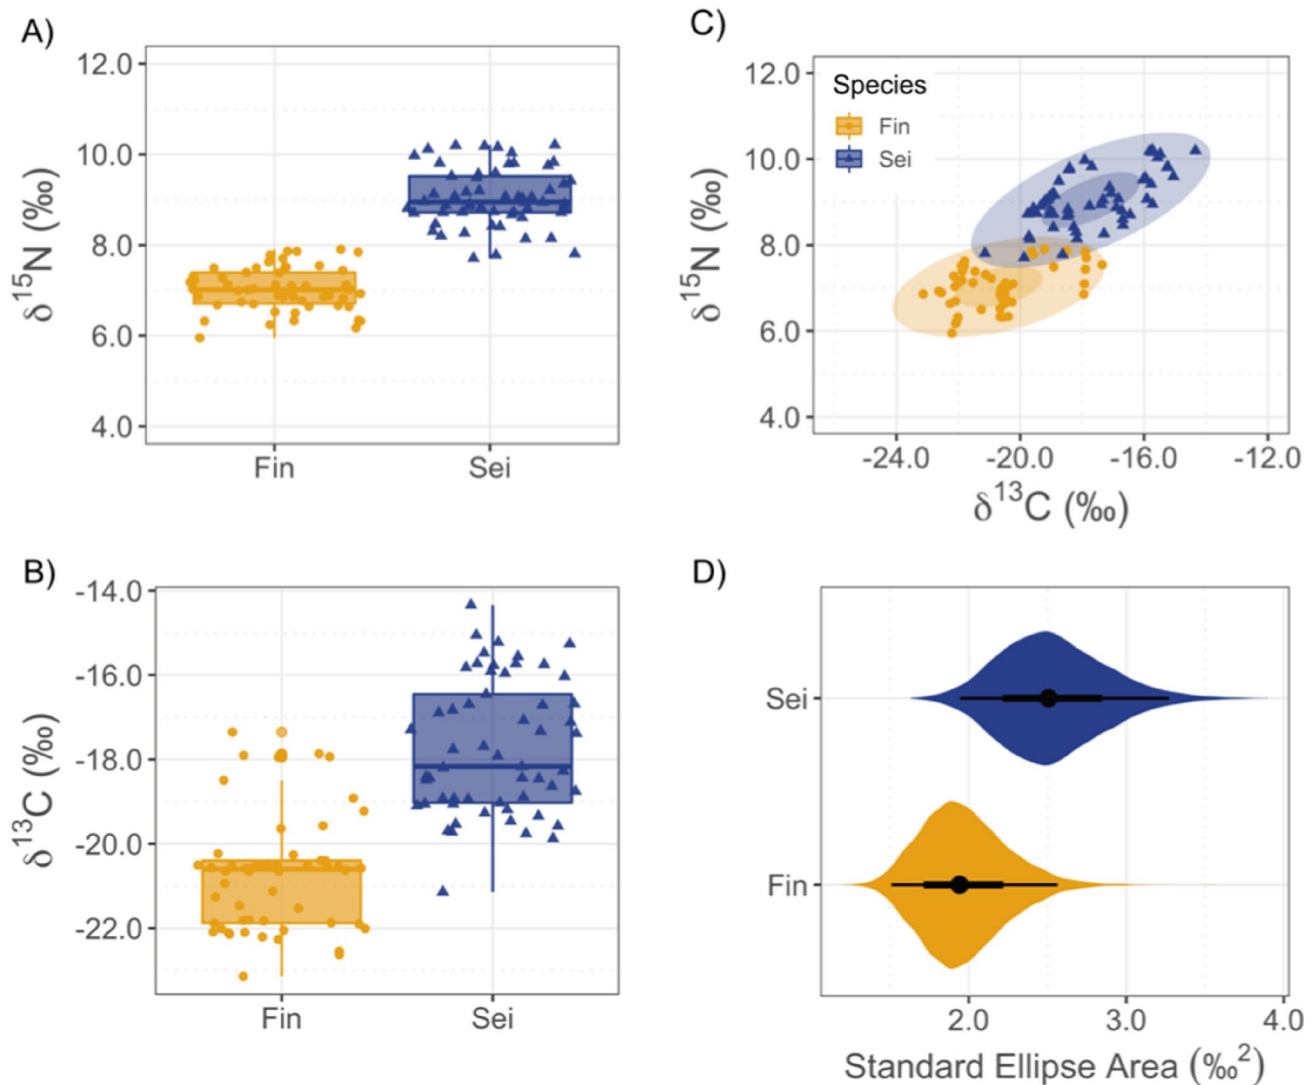 A)
12.0
10.0
8.0
6.0
4.0
δ15N (‰)
Fin Sei
C)
12.0
10.0
8.0
6.0
4.0
δ15N (‰)
Species
Fin
Sei
-24.0 -20.0 -16.0 -12.0
δ13C (‰)
B)
-14.0
-16.0
-18.0
-20.0
-22.0
δ13C (‰)
Fin Sei
D)
Sei
Fin
2.0 3.0 4.0
Standard Ellipse Area (‰2)